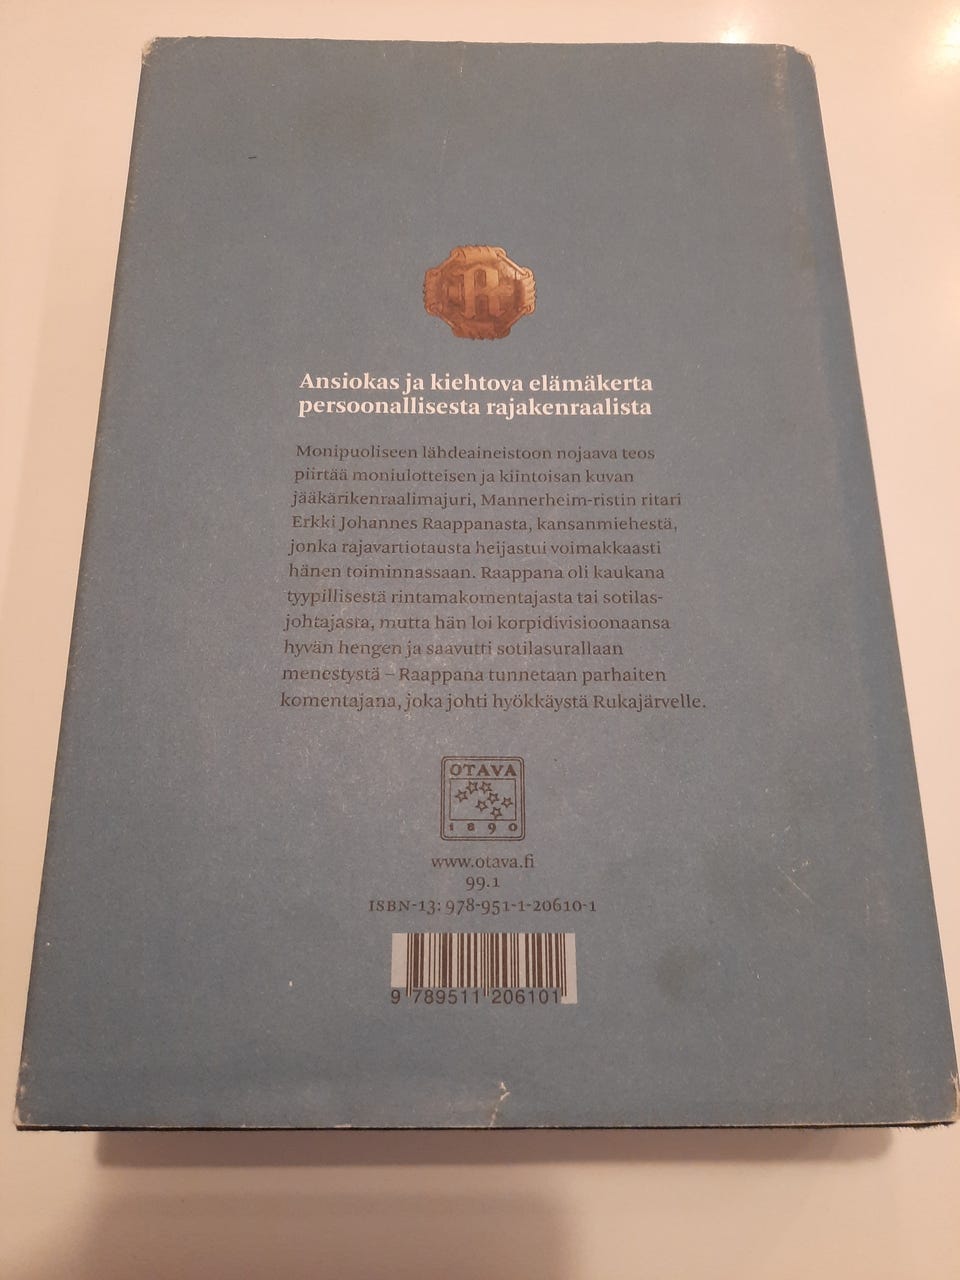 R
Ansiokas ja kiehtova elämäkerta
persoonallisesta rajakenraalista
Monipuoliseen lähdeaineistoon nojaava teos
piirtää moniulotteisen ja kiintoisan kuvan
jääkärikenraalimajuri, Mannerheim-ristin ritari
Erkki Johannes Raappanasta, kansanmiehestä,
jonka rajavartiotausta heijastui voimakkaasti
hänen toiminnassaan. Raappana oli kaukana
tyypillisestä rintamakomentajasta tai sotilas-
johtajasta, mutta hän loi korpidivisioonaansa
hyvän hengen ja saavutti sotilasurallaan
menestystä – Raappana tunnetaan parhaiten
komentajana, joka johti hyökkäystä Rukajärvelle.
OTAVA
1890
www.otava.fi
99.1
ISBN-13: 978-951-1-20610-1
9 789511 206101